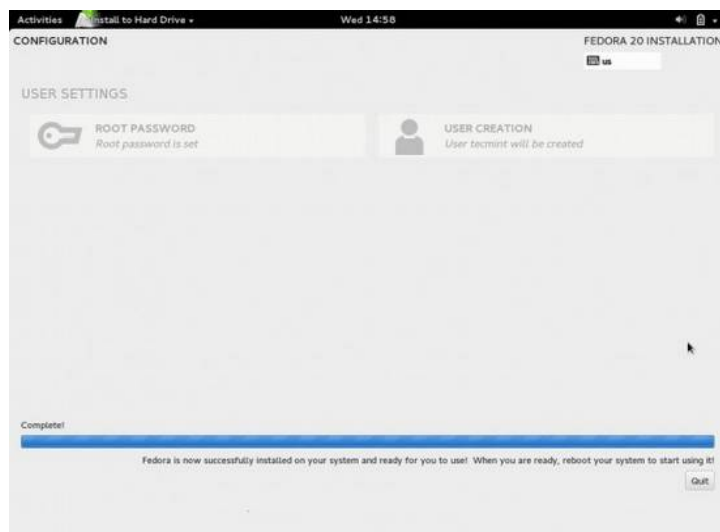 Activities Install to Hard Drive Wed 14:58
CONFIGURATION FEDORA 20 INSTALLATION
us
USER SETTINGS
ROOT PASSWORD
Root password is set
USER CREATION
User tecmint will be created
Complete!
Fedora is now successfully installed on your system and ready for you to use! When you are ready, reboot your system to start using it!
Quit